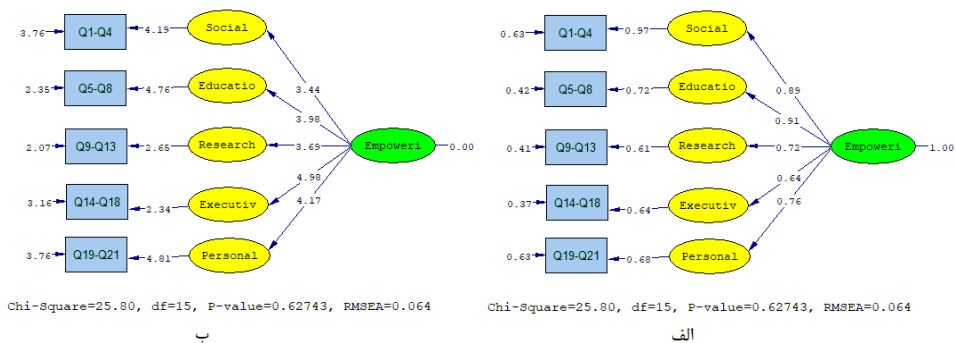 3.76 Q1-Q4 4.19 Social
3.44
2.35 Q5-Q8 4.76 Educatio
3.98
2.07 Q9-Q13 2.65 Research 3.69 Empoweri 0.00
4.98
3.16 Q14-Q18 2.34 Executiv
4.17
3.76 Q19-Q21 4.81 Personal
Chi-Square=25.80, df=15, P-value=0.62743, RMSEA=0.064
ب
0.63 Q1-Q4 0.97 Social
0.89
0.42 Q5-Q8 0.72 Educatio
0.91
0.41 Q9-Q13 0.61 Research 0.72 Empoweri 1.00
0.64
0.37 Q14-Q18 0.64 Executiv
0.76
0.63 Q19-Q21 0.68 Personal
Chi-Square=25.80, df=15, P-value=0.62743, RMSEA=0.064
الف